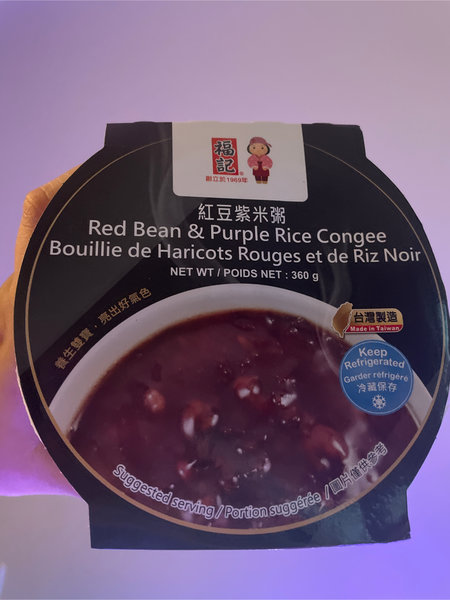 福記®
創立於1969年
紅豆紫米粥
Red Bean & Purple Rice Congee
Bouillie de Haricots Rouges et de Riz Noir
NET WT / POIDS NET : 360 g
養生雙寶，亮出好氣色
台灣製造
Made in Taiwan
Keep
Refrigerated
Garder réfrigéré
冷藏保存
Suggested serving / Portion suggérée / 圖片僅供參考